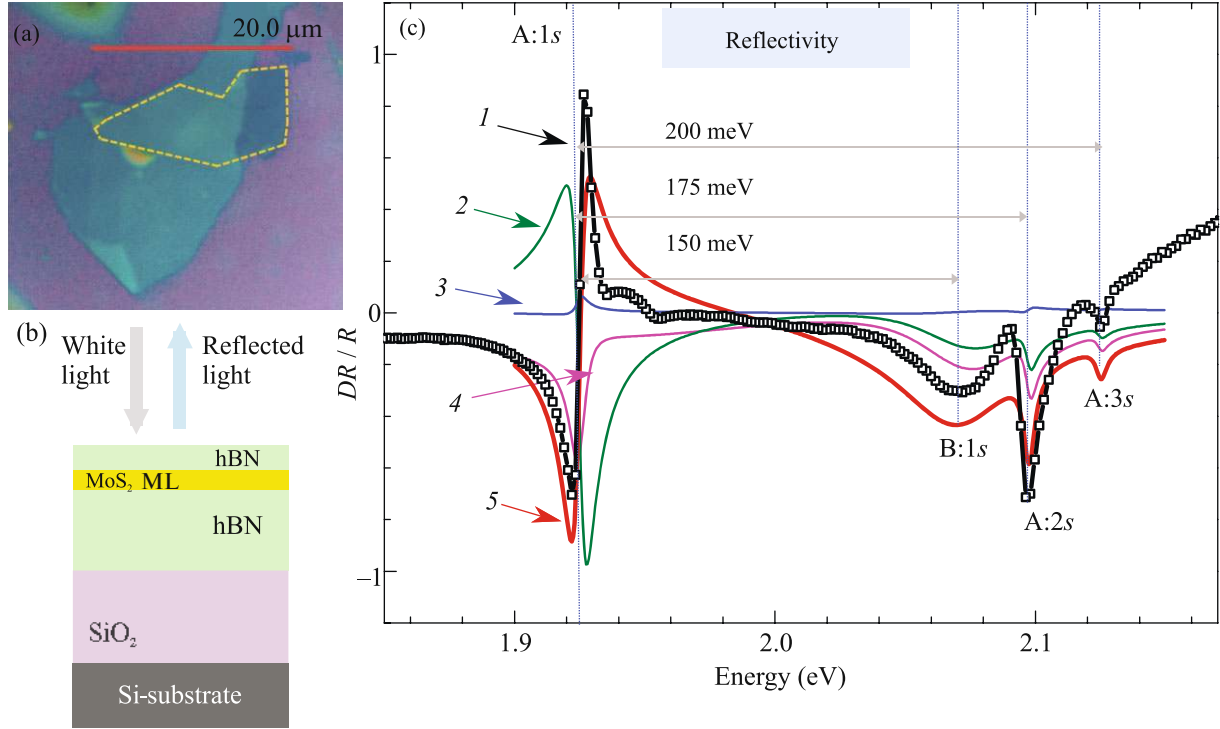 (a)
20.0 μm
(b)
White
light
Reflected
light
hBN
MoS₂ ML
hBN
SiO₂
Si-substrate
(c)
A:1s
Reflectivity
1
200 meV
2
175 meV
150 meV
3
4
5
B:1s
A:2s
A:3s
1
0
–1
DR / R
1.9
2.0
2.1
Energy (eV)